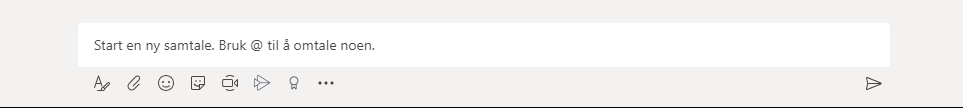 Start en ny samtale. Bruk @ til å omtale noen.